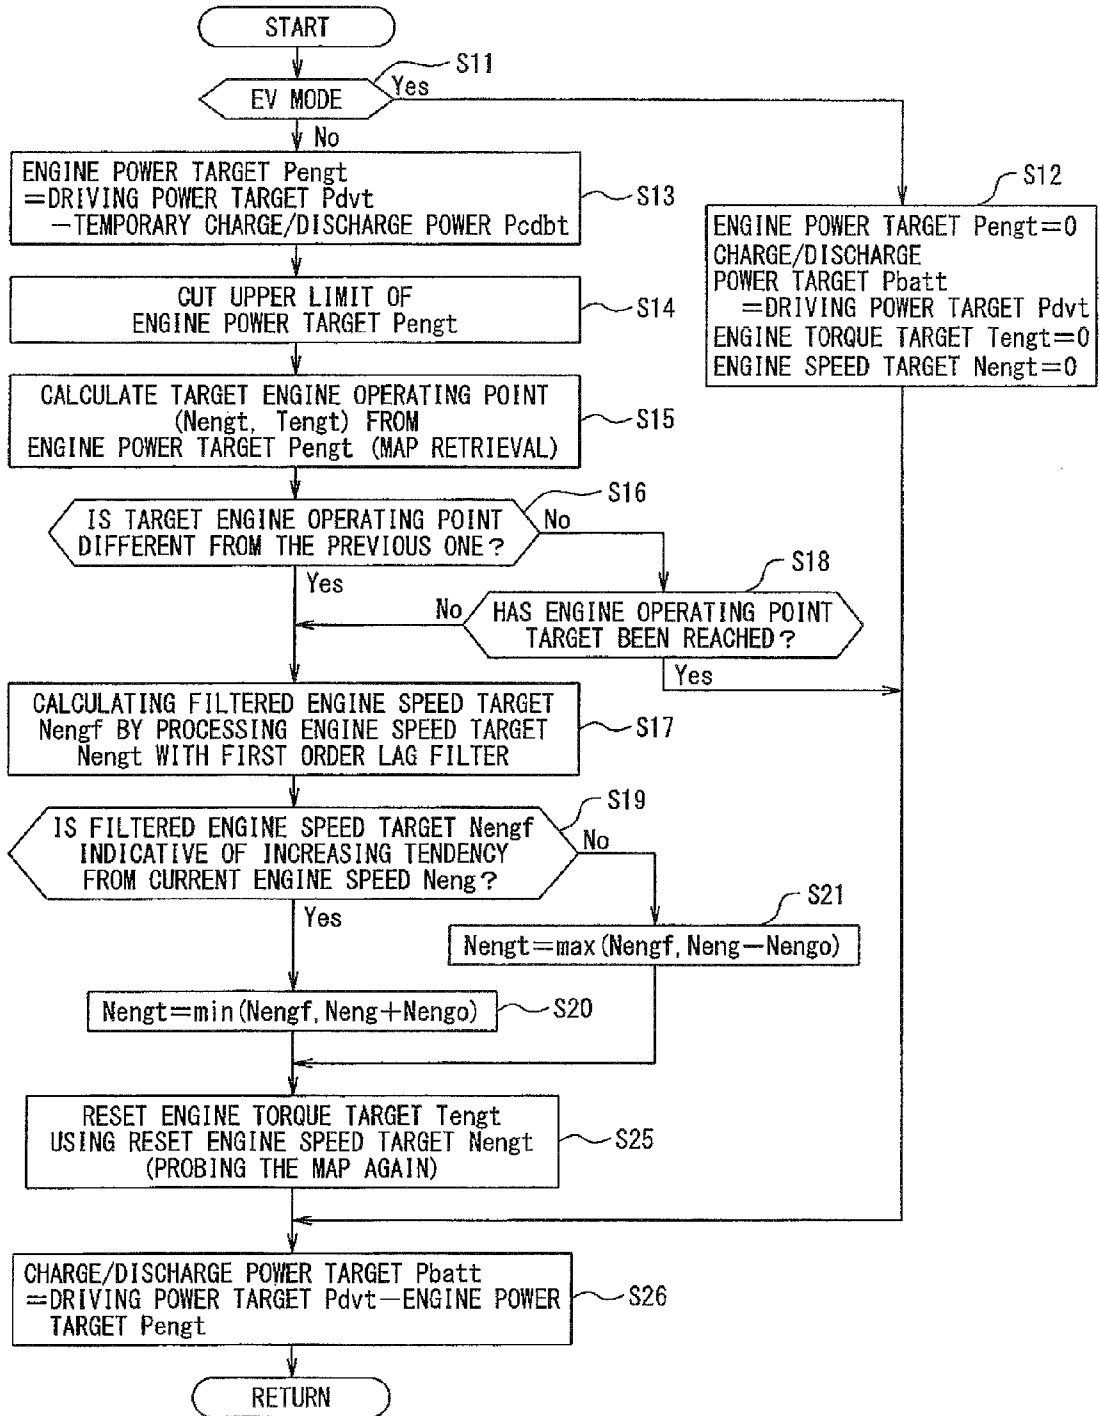 START
S11
EV MODE
Yes
No
ENGINE POWER TARGET Pengt
=DRIVING POWER TARGET Pdvt
-TEMPORARY CHARGE/DISCHARGE POWER Pcdbt
S13
S12
ENGINE POWER TARGET Pengt=0
CHARGE/DISCHARGE
POWER TARGET Pbatt
=DRIVING POWER TARGET Pdvt
ENGINE TORQUE TARGET Tengt=0
ENGINE SPEED TARGET Nengt=0
CUT UPPER LIMIT OF
ENGINE POWER TARGET Pengt
S14
CALCULATE TARGET ENGINE OPERATING POINT
(Nengt, Tengt) FROM
ENGINE POWER TARGET Pengt (MAP RETRIEVAL)
S15
S16
IS TARGET ENGINE OPERATING POINT
DIFFERENT FROM THE PREVIOUS ONE?
No
Yes
S18
No
HAS ENGINE OPERATING POINT
TARGET BEEN REACHED?
Yes
CALCULATING FILTERED ENGINE SPEED TARGET
Nengf BY PROCESSING ENGINE SPEED TARGET
Nengt WITH FIRST ORDER LAG FILTER
S17
S19
IS FILTERED ENGINE SPEED TARGET Nengf
INDICATIVE OF INCREASING TENDENCY
FROM CURRENT ENGINE SPEED Neng?
No
Yes
S21
Nengt=max(Nengf, Neng-Nengo)
Nengt=min(Nengf, Neng+Nengo)
S20
RESET ENGINE TORQUE TARGET Tengt
USING RESET ENGINE SPEED TARGET Nengt
(PROBING THE MAP AGAIN)
S25
CHARGE/DISCHARGE POWER TARGET Pbatt
=DRIVING POWER TARGET Pdvt-ENGINE POWER
TARGET Pengt
S26
RETURN